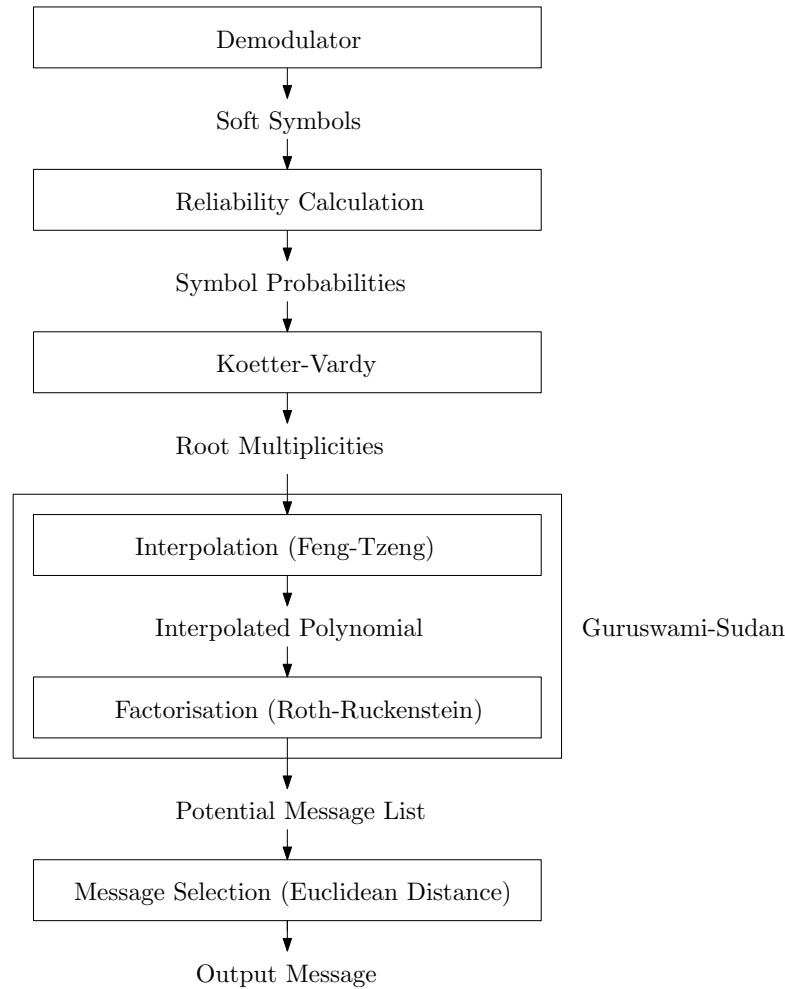 Demodulator
Soft Symbols
Reliability Calculation
Symbol Probabilities
Koetter-Vardy
Root Multiplicities
Interpolation (Feng-Tzeng)
Interpolated Polynomial
Guruswami-Sudan
Factorisation (Roth-Ruckenstein)
Potential Message List
Message Selection (Euclidean Distance)
Output Message